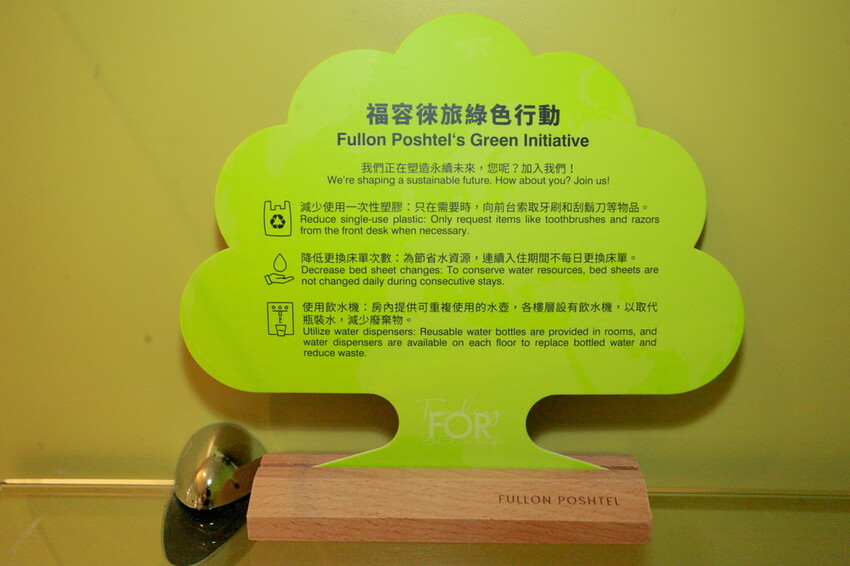 福容徠旅綠色行動
Fullon Poshtel's Green Initiative
我們正在塑造永續未來，您呢？加入我們！
We're shaping a sustainable future. How about you? Join us!
減少使用一次性塑膠：只在需要時，向前台索取牙刷和刮鬍刀等物品。
Reduce single-use plastic: Only request items like toothbrushes and razors
from the front desk when necessary.
降低更換床單次數：為節省水資源，連續入住期間不每日更換床單。
Decrease bed sheet changes: To conserve water resources, bed sheets are
not changed daily during consecutive stays.
使用飲水機：房內提供可重複使用的水壺，各樓層設有飲水機，以取代
瓶裝水，減少廢棄物。
Utilize water dispensers: Reusable water bottles are provided in rooms, and
water dispensers are available on each floor to replace bottled water and
reduce waste.
FOR
FULLON POSHTEL